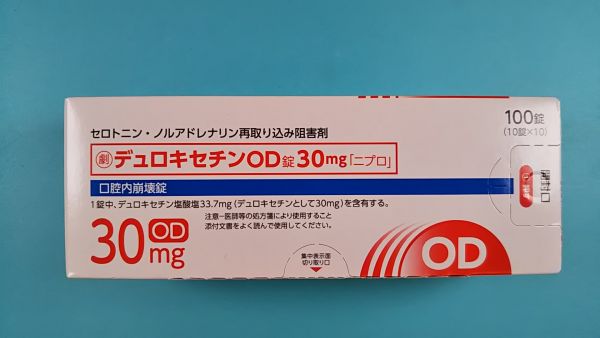 セロトニン・ノルアドレナリン再取り込み阻害剤
劇 デュロキセチンOD錠30mg「ニプロ」
口腔内崩壊錠
1錠中、デュロキセチン塩酸塩33.7mg(デュロキセチンとして30mg)を含有する。
注意ー医師等の処方箋により使用すること
添付文書をよく読んで使用してください。
30mg OD
100錠
(10錠×10)
開封口
集中表示面
切り取り口
OD